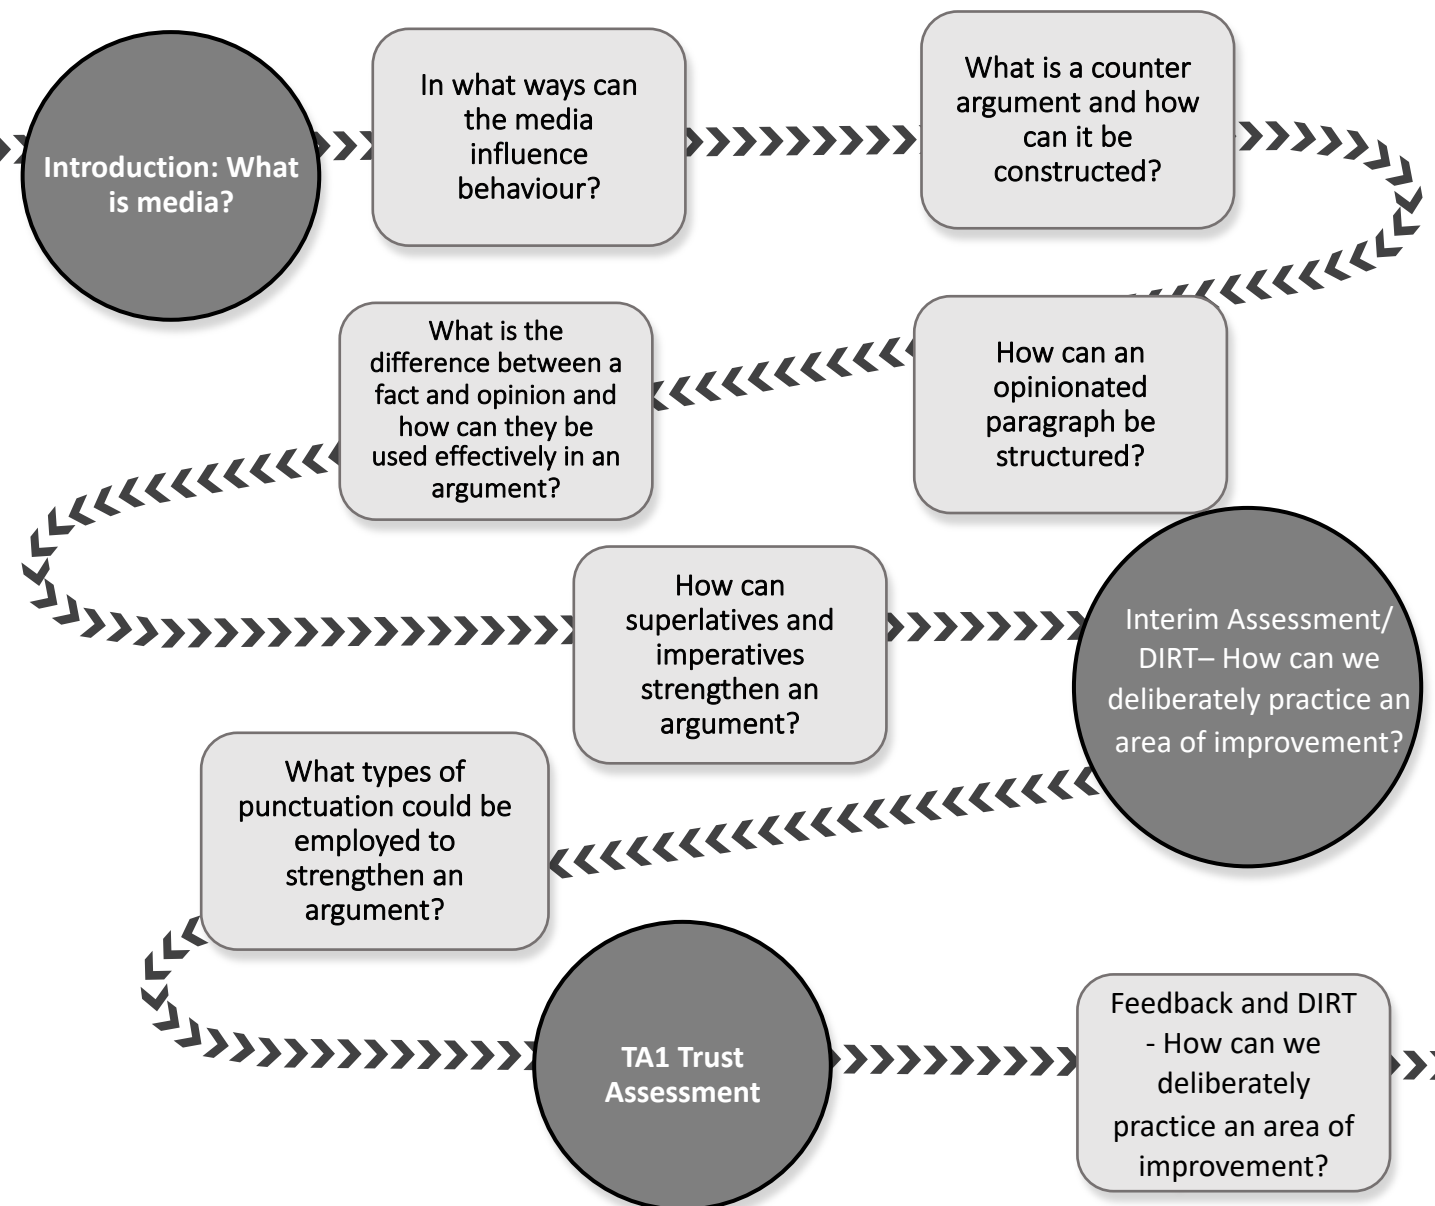 Introduction: What
is media?
In what ways can
the media
influence
behaviour?
What is a counter
argument and how
can it be
constructed?
How can an
opinionated
paragraph be
structured?
What is the
difference between a
fact and opinion and
how can they be
used effectively in an
argument?
How can
superlatives and
imperatives
strengthen an
argument?
Interim Assessment/
DIRT– How can we
deliberately practice an
area of improvement?
What types of
punctuation could be
employed to
strengthen an
argument?
TA1 Trust
Assessment
Feedback and DIRT
- How can we
deliberately
practice an area of
improvement?